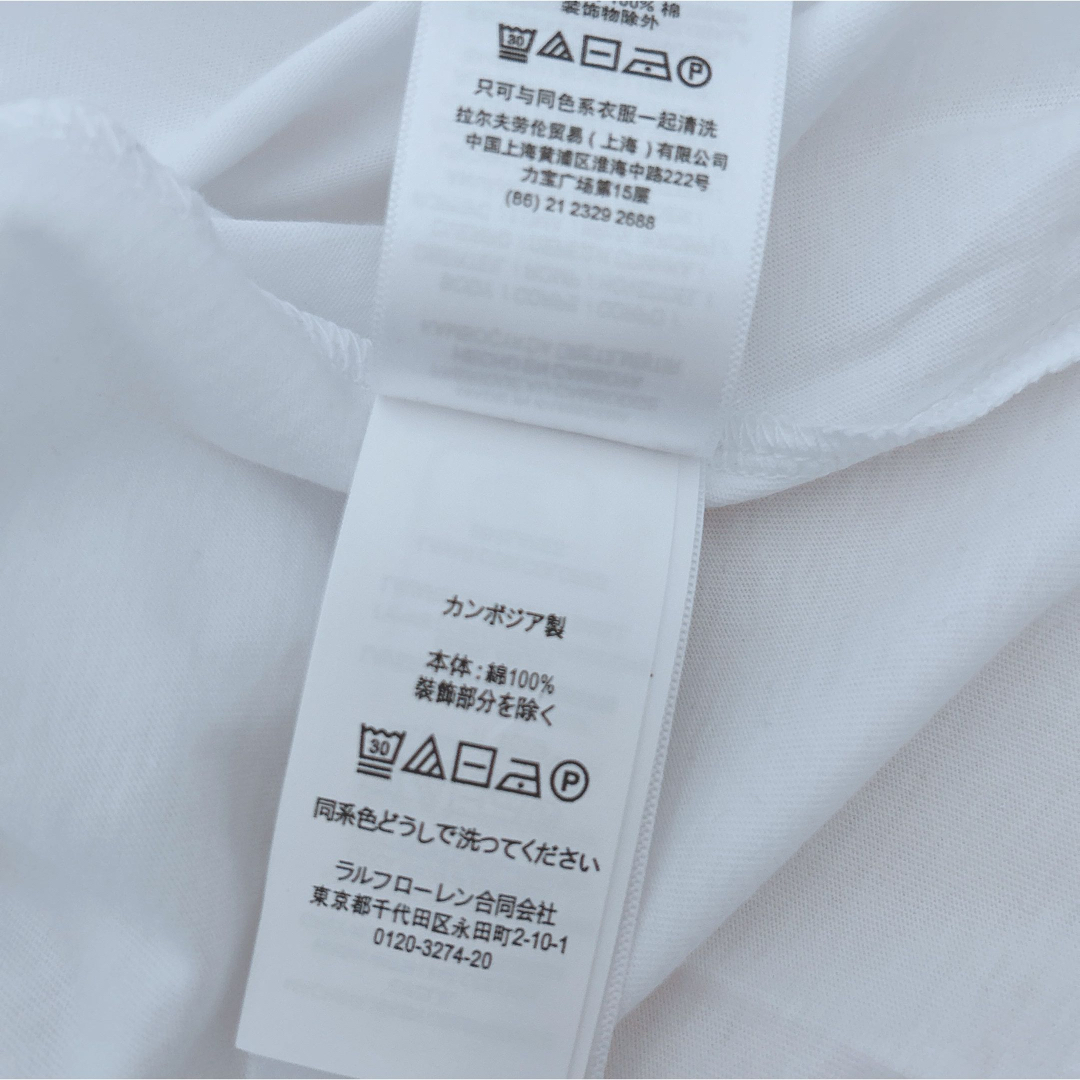 100% 棉
装饰物除外
30 P
只可与同色系衣服一起清洗
拉尔夫劳伦贸易(上海)有限公司
中国上海黄浦区淮海中路222号
力宝广场第15层
(86) 21 2329 2688
カンボジア製
本体:綿100%
装飾部分を除く
30 P
同系色どうしで洗ってください
ラルフローレン合同会社
東京都千代田区永田町2-10-1
0120-3274-20